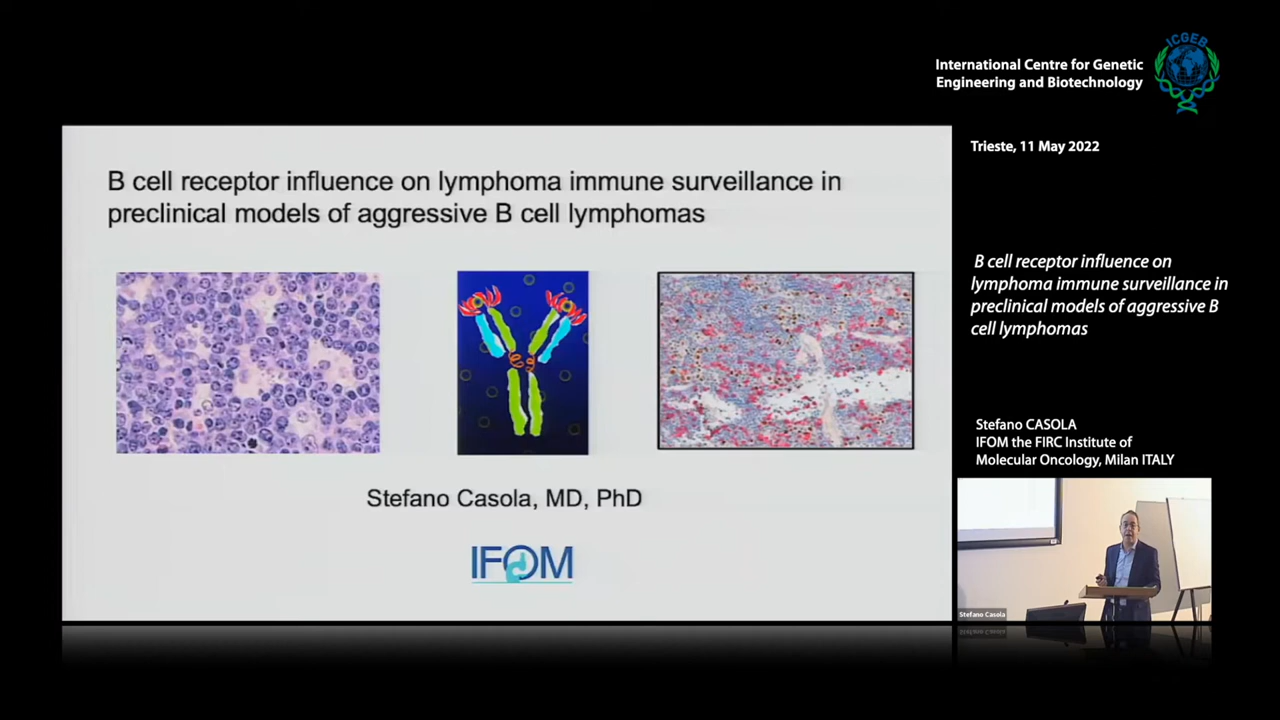 International Centre for Genetic
Engineering and Biotechnology
ICGEB
Trieste, 11 May 2022
B cell receptor influence on lymphoma immune surveillance in
preclinical models of aggressive B cell lymphomas
Stefano Casola, MD, PhD
IFOM
B cell receptor influence on
lymphoma immune surveillance in
preclinical models of aggressive B
cell lymphomas
Stefano CASOLA
IFOM the FIRC Institute of
Molecular Oncology, Milan ITALY
Stefano Casola